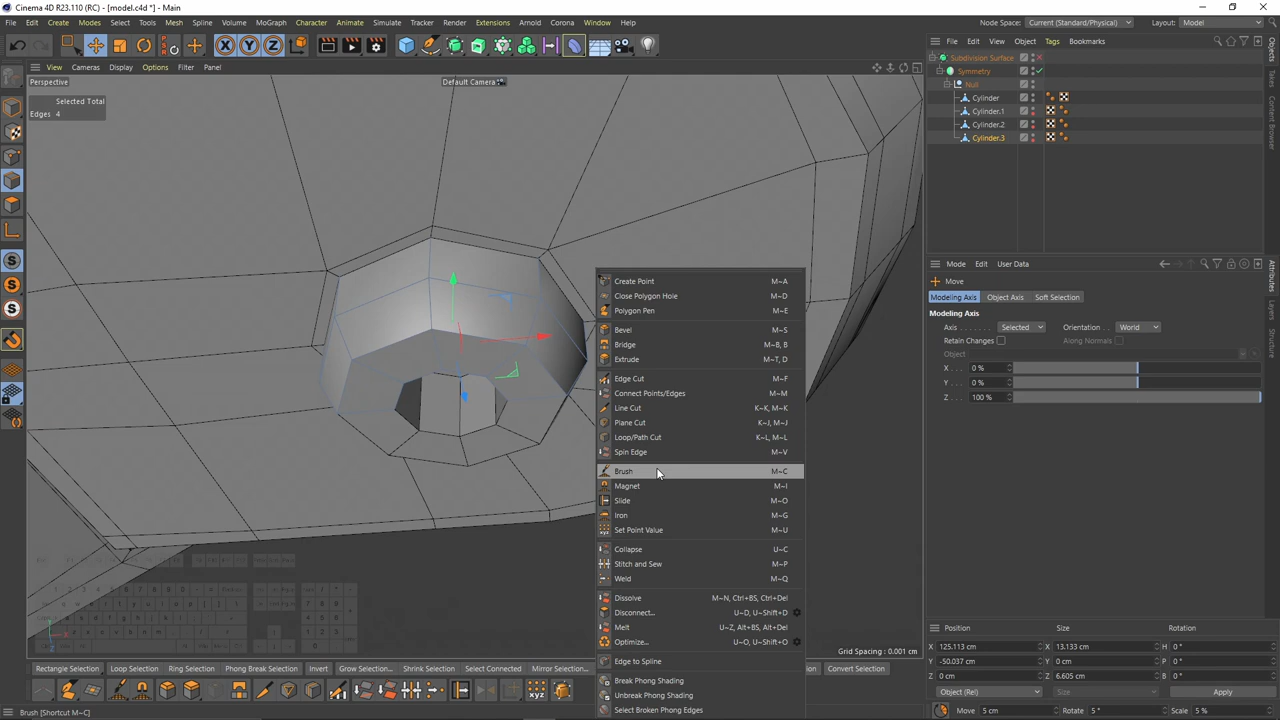 Cinema 4D R23.110 (RC) - [model.c4d *] - Main
File Edit Create Modes Select Tools Mesh Spline Volume MoGraph Character Animate Simulate Tracker Render Extensions Arnoid Corona Window Help
Node Space: Current (Standard/Physical) Layout: Model
X Y Z
View Cameras Display Options Filter Panel
Perspective
Default Camera
Selected Total
Edges 4
Create Point M~A
Close Polygon Hole M~D
Polygon Pen M~E
Bevel M~S
Bridge M~B, B
Extrude M~T, D
Edge Cut M~F
Connect Points/Edges M~M
Line Cut K~K, M~K
Plane Cut K~J, M~J
Loop/Path Cut K~L, M~L
Spin Edge M~V
Brush M~C
Magnet M~I
Slide M~O
Iron M~G
Set Point Value M~U
Collapse U~C
Stitch and Sew M~P
Weld M~Q
Dissolve M~N, Ctrl+BS, Ctrl+Del
Disconnect... U~D, U~Shift+D
Melt U~Z, Alt+BS, Alt+Del
Optimize... U~O, U~Shift+O
Edge to Spline
Break Phong Shading
Unbreak Phong Shading
Select Broken Phong Edges
Grid Spacing : 0.001 cm
Rectangle Selection Loop Selection Ring Selection Phong Break Selection Invert Grow Selection... Shrink Selection Select Connected Mirror Selection... Convert Selection
Brush [Shortcut M~C]
File Edit View Object Tags Bookmarks
Subdivision Surface
Symmetry
Null
Cylinder
Cylinder.1
Cylinder.2
Cylinder.3
Mode Edit User Data
Move
Modeling Axis Object Axis Soft Selection
Modeling Axis
Axis Selected Orientation World
Retain Changes Along Normals
Object
X 0 %
Y 0 %
Z 100 %
Objects
Takes
Content Browser
Attributes
Layers
Structure
Position Size Rotation
X 125.113 cm X 13.133 cm H 0 °
Y -50.037 cm Y 0 cm P 0 °
Z 0 cm Z 6.605 cm B 0 °
Object (Rel) Size Apply
Move 5 cm Rotate 5 ° Scale 5 %